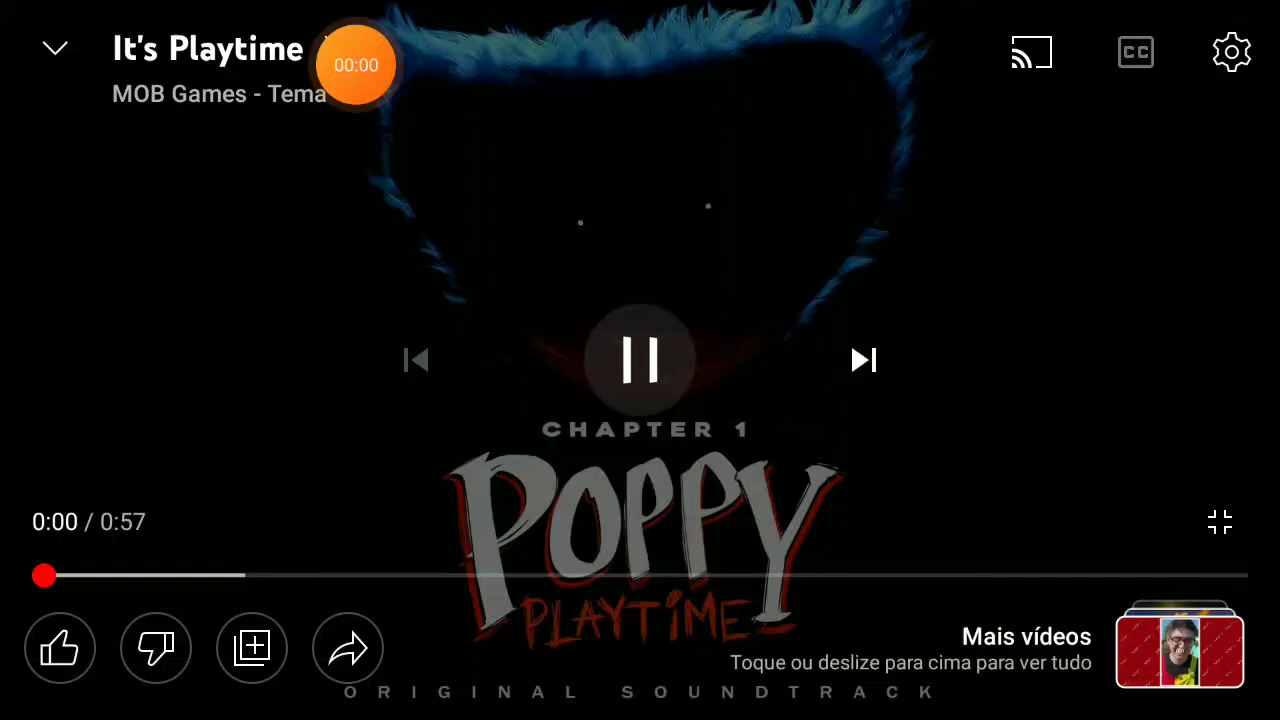 It's Playtime
00:00
MOB Games - Tema
CC
CHAPTER 1
POPPY
PLAYTIME
0:00 / 0:57
Mais vídeos
Toque ou deslize para cima para ver tudo
ORIGINAL SOUNDTRACK